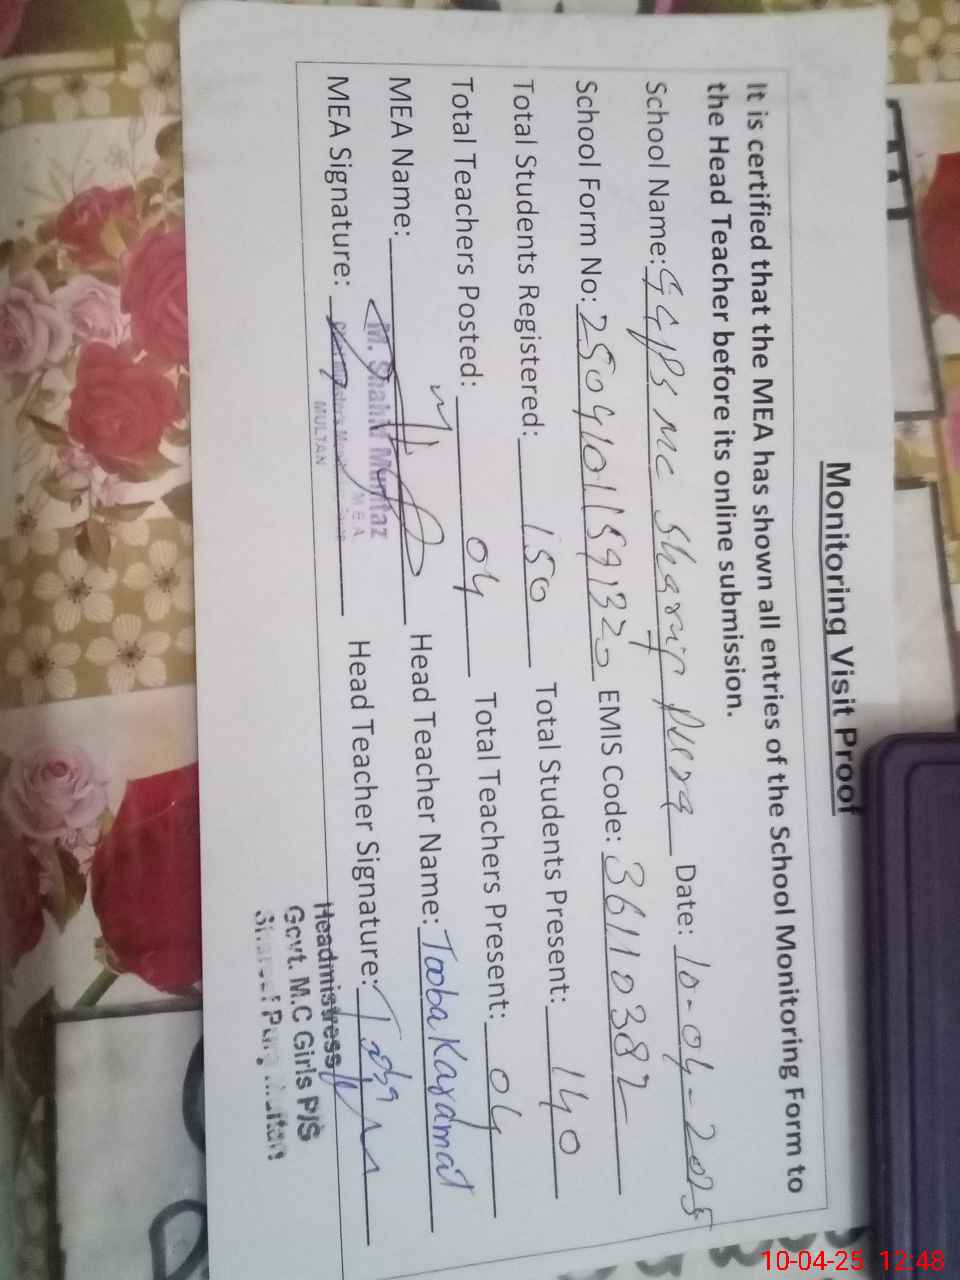 Monitoring Visit Proof
It is certified that the MEA has shown all entries of the School Monitoring Form to
the Head Teacher before its online submission.
School Name: GGPS MC Sharif Pura Date: 10-04-2025
School Form No: EMIS Code: 36110382
Total Students Registered: 150 Total Students Present: 140
Total Teachers Posted: 04 Total Teachers Present: 04
MEA Name: Head Teacher Name: Tooba Karamat
M. Shahid Mumtaz
M E A
MEA Signature: Head Teacher Signature: Tooba
MULTAN
Headmistress
Govt. M.C Girls P/S
10-04-25 12:48